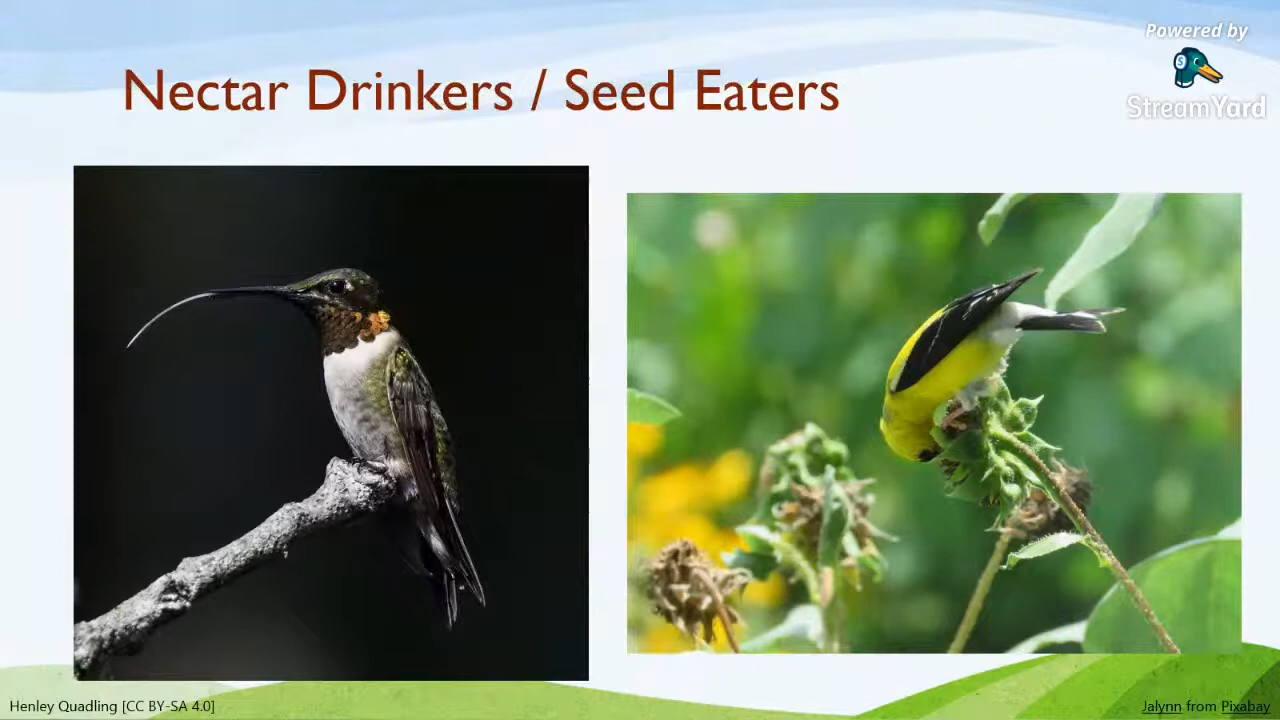 Powered by
StreamYard
Nectar Drinkers / Seed Eaters
Henley Quadling [CC BY-SA 4.0]
Jalynn from Pixabay